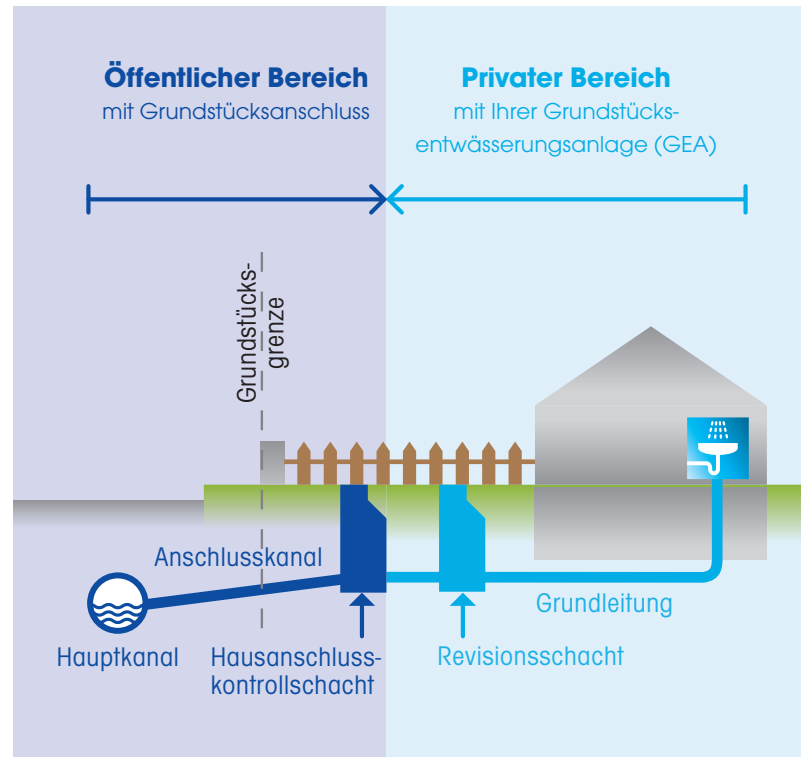 Öffentlicher Bereich
mit Grundstücksanschluss
Privater Bereich
mit Ihrer Grundstücks-
entwässerungsanlage (GEA)
Grundstücks-
grenze
Anschlusskanal
Hauptkanal
Hausanschluss-
kontrollschacht
Grundleitung
Revisionsschacht